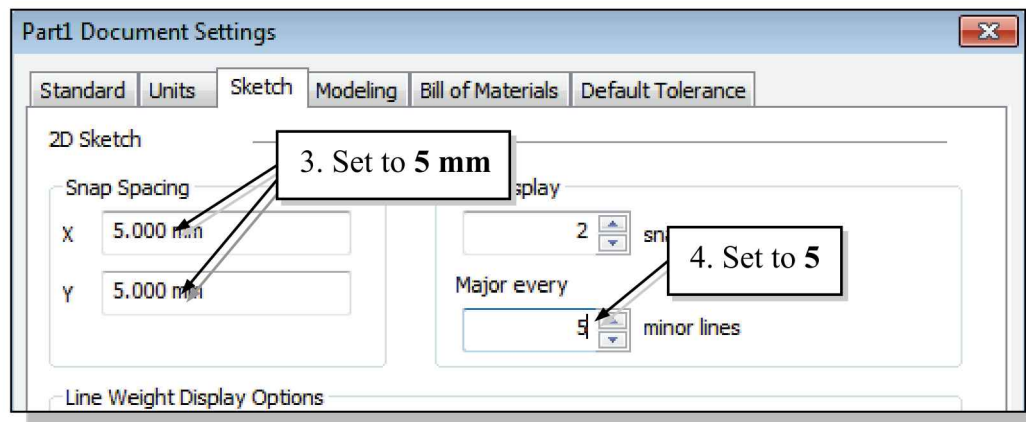 Part1 Document Settings
Standard Units Sketch Modeling Bill of Materials Default Tolerance
2D Sketch
3. Set to 5 mm
Snap Spacing
X 5.000 mm
2
4. Set to 5
Y 5.000 mm
Major every
5 minor lines
Line Weight Display Options